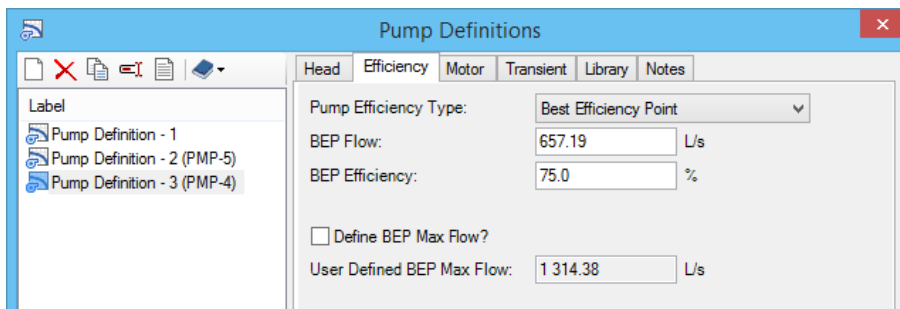 Pump Definitions
Head Efficiency Motor Transient Library Notes
Label
Pump Definition - 1
Pump Definition - 2 (PMP-5)
Pump Definition - 3 (PMP-4)
Pump Efficiency Type: Best Efficiency Point
BEP Flow: 657.19 L/s
BEP Efficiency: 75.0 %
Define BEP Max Flow?
User Defined BEP Max Flow: 1 314.38 L/s